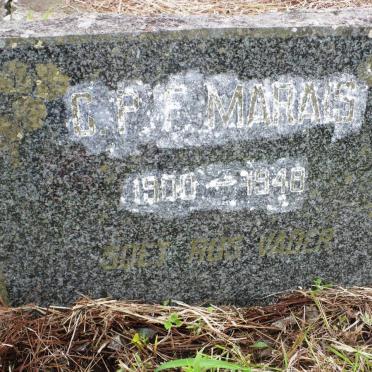 G. P. F. MARAIS
1900 - 1948
SOET RUS VADER